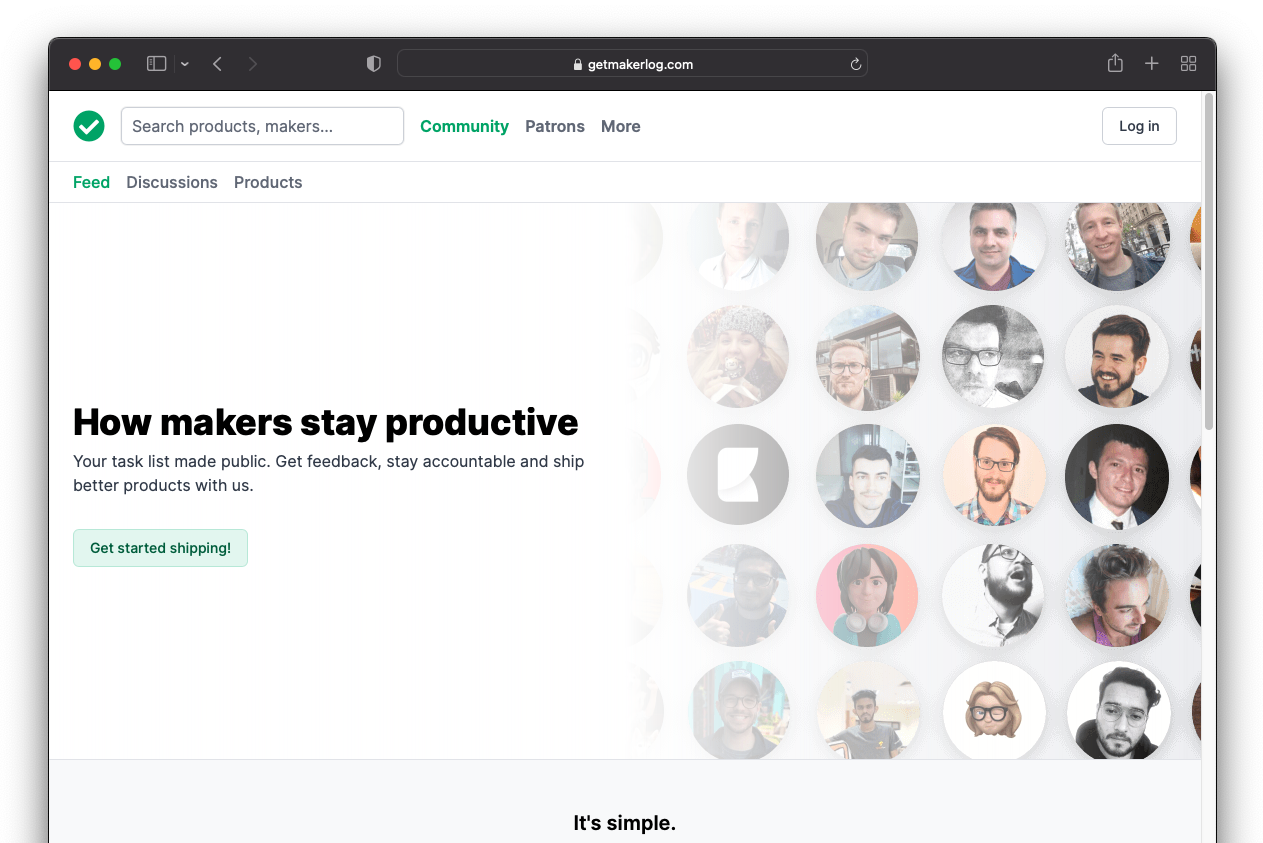 getmakerlog.com
Search products, makers...
Community
Patrons
More
Log in
Feed
Discussions
Products
How makers stay productive
Your task list made public. Get feedback, stay accountable and ship
better products with us.
Get started shipping!
It's simple.